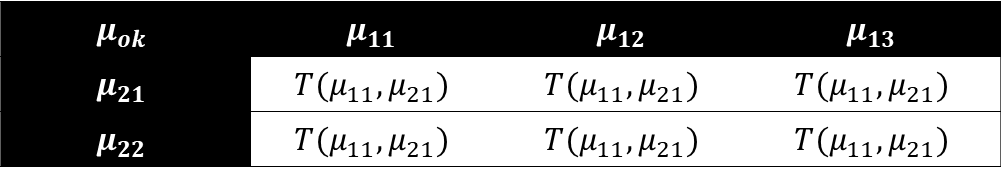 μₒₖ μ₁₁ μ₁₂ μ₁₃
μ₂₁ T(μ₁₁, μ₂₁) T(μ₁₁, μ₂₁) T(μ₁₁, μ₂₁)
μ₂₂ T(μ₁₁, μ₂₁) T(μ₁₁, μ₂₁) T(μ₁₁, μ₂₁)